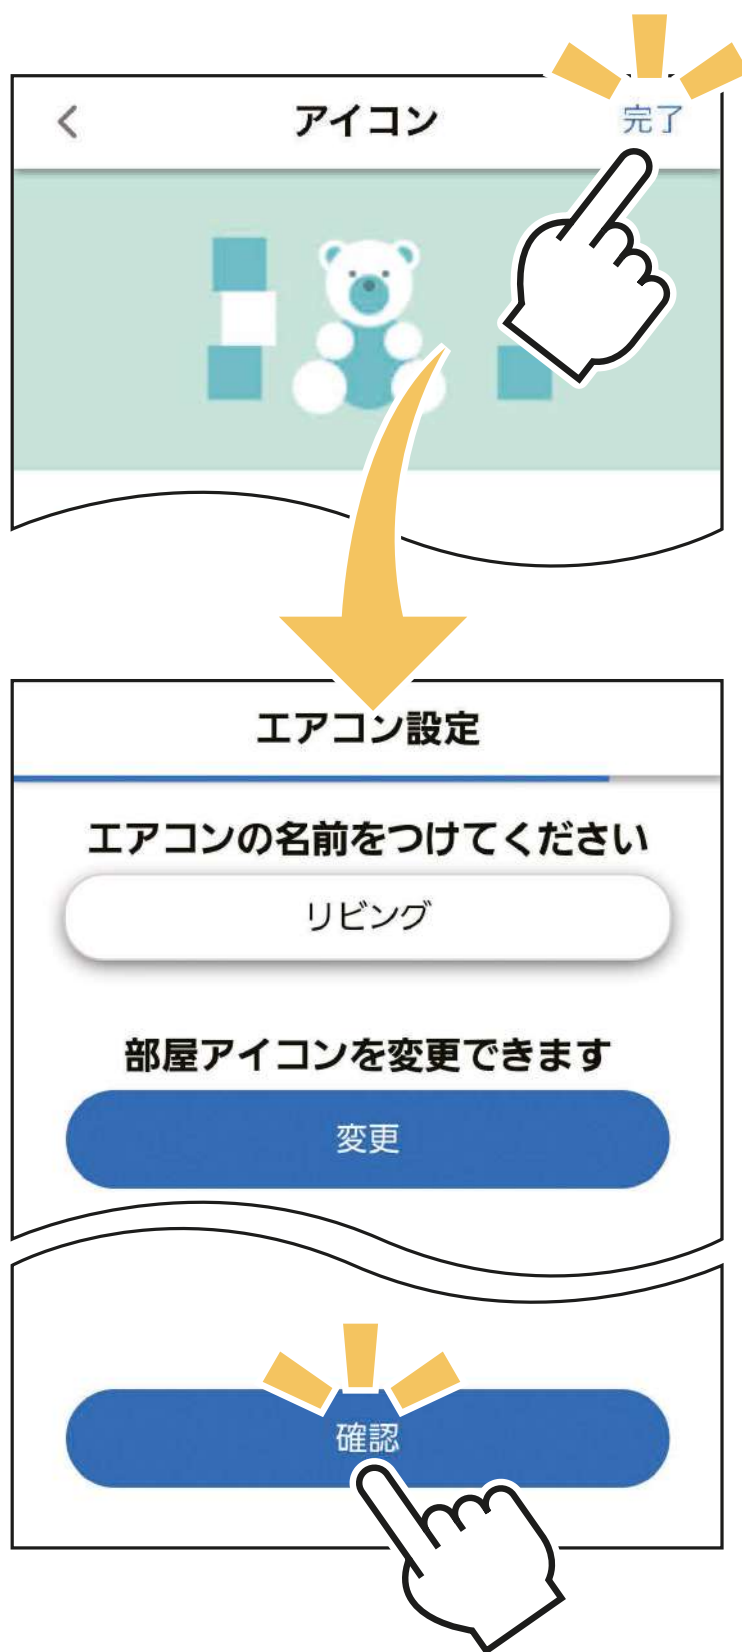 アイコン 完了
エアコン設定
エアコンの名前をつけてください
リビング
部屋アイコンを変更できます
変更
確認